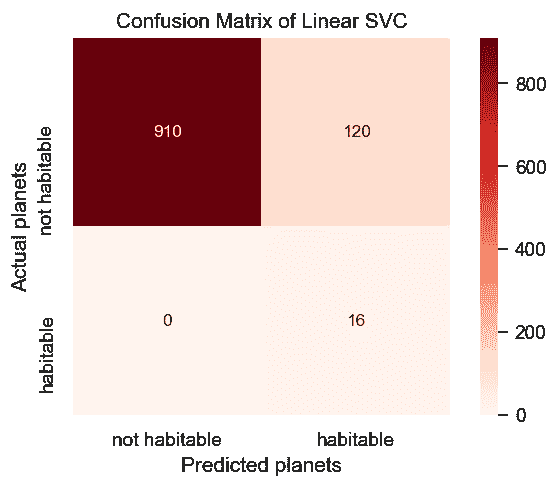 Confusion Matrix of Linear SVC
Actual planets
not habitable
habitable
910
120
0
16
not habitable
habitable
Predicted planets
800
600
400
200
0